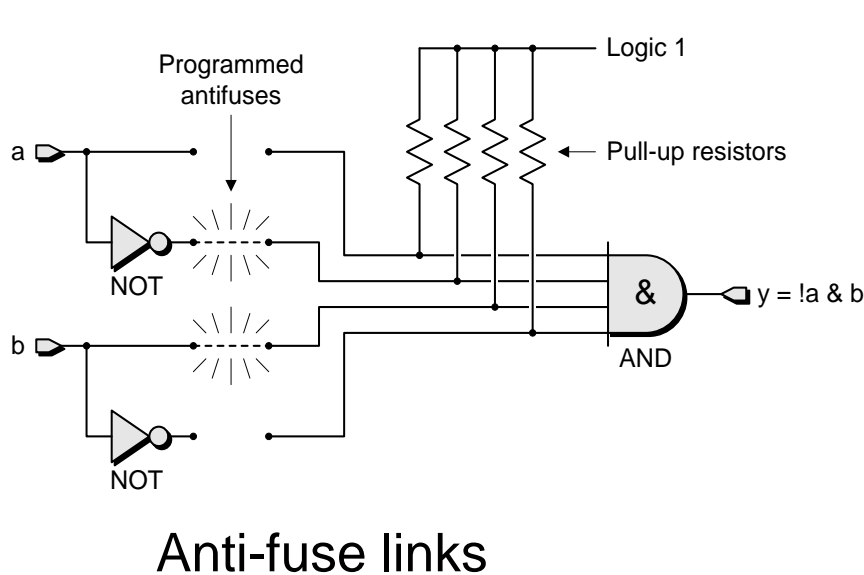 Logic 1
Programmed
antifuses
a
Pull-up resistors
NOT
&
y = !a & b
b
AND
NOT
Anti-fuse links